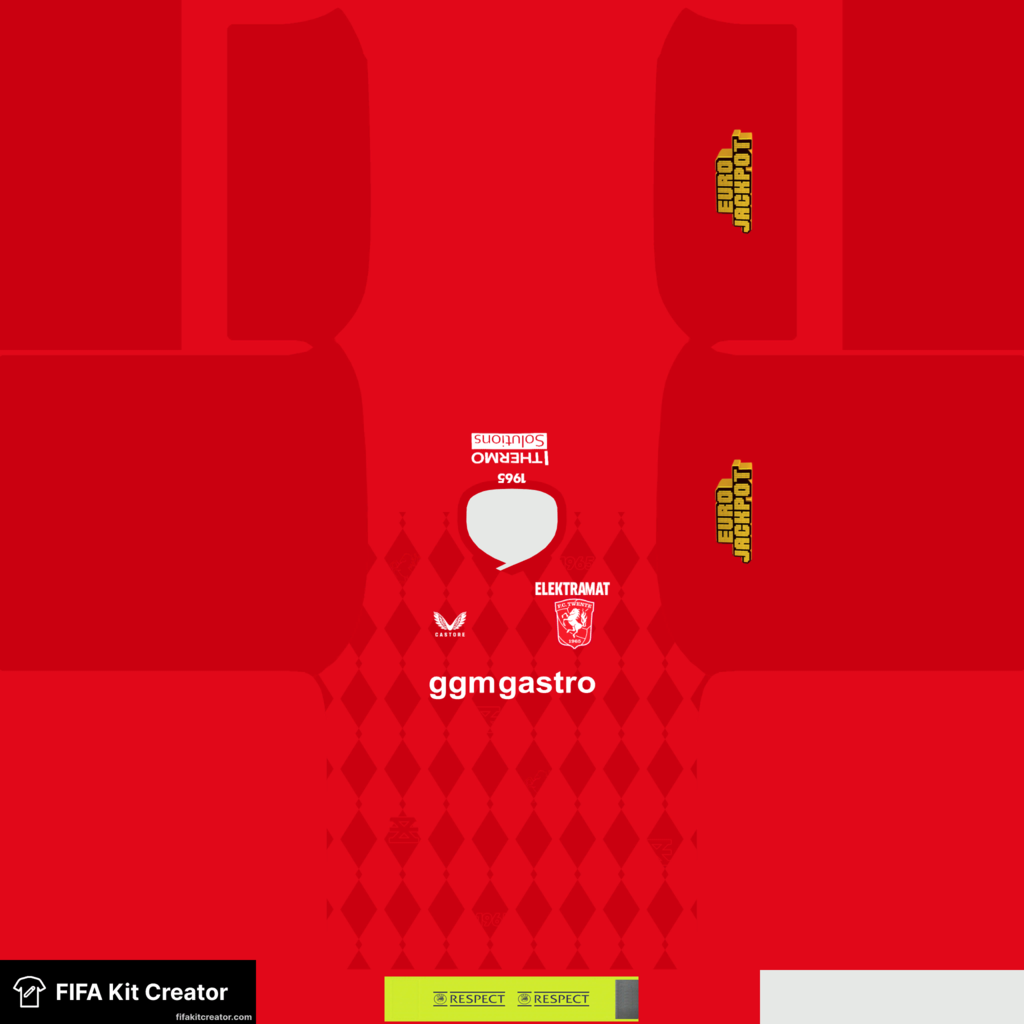 EURO
JACKPOT
Solutions
THERMO
1965
EURO
JACKPOT
ELEKTRAMAT
F.C. TWENTE
1965
CASTORE
ggmgastro
FIFA Kit Creator
fifakitcreator.com
RESPECT RESPECT